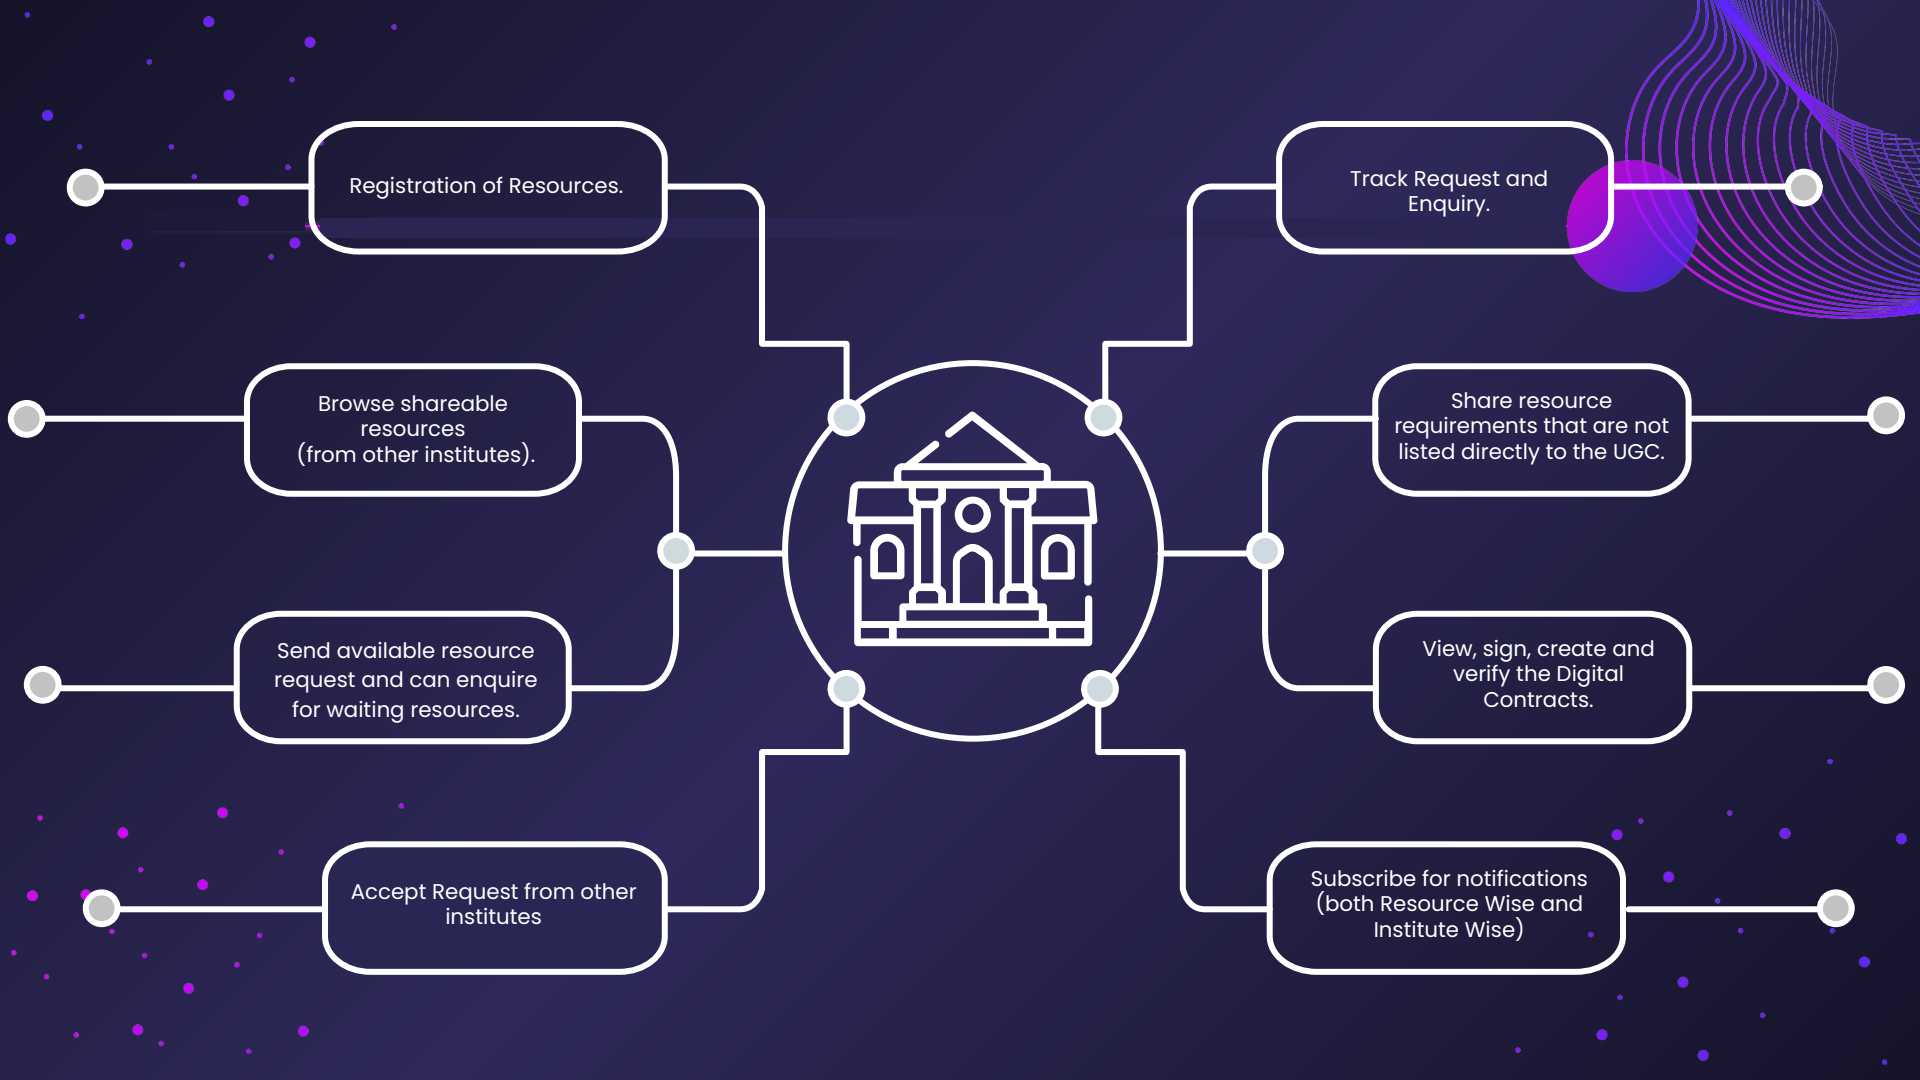 Registration of Resources.
Browse shareable
resources
(from other institutes).
Send available resource
request and can enquire
for waiting resources.
Accept Request from other
institutes
Track Request and
Enquiry.
Share resource
requirements that are not
listed directly to the UGC.
View, sign, create and
verify the Digital
Contracts.
Subscribe for notifications
(both Resource Wise and
Institute Wise)